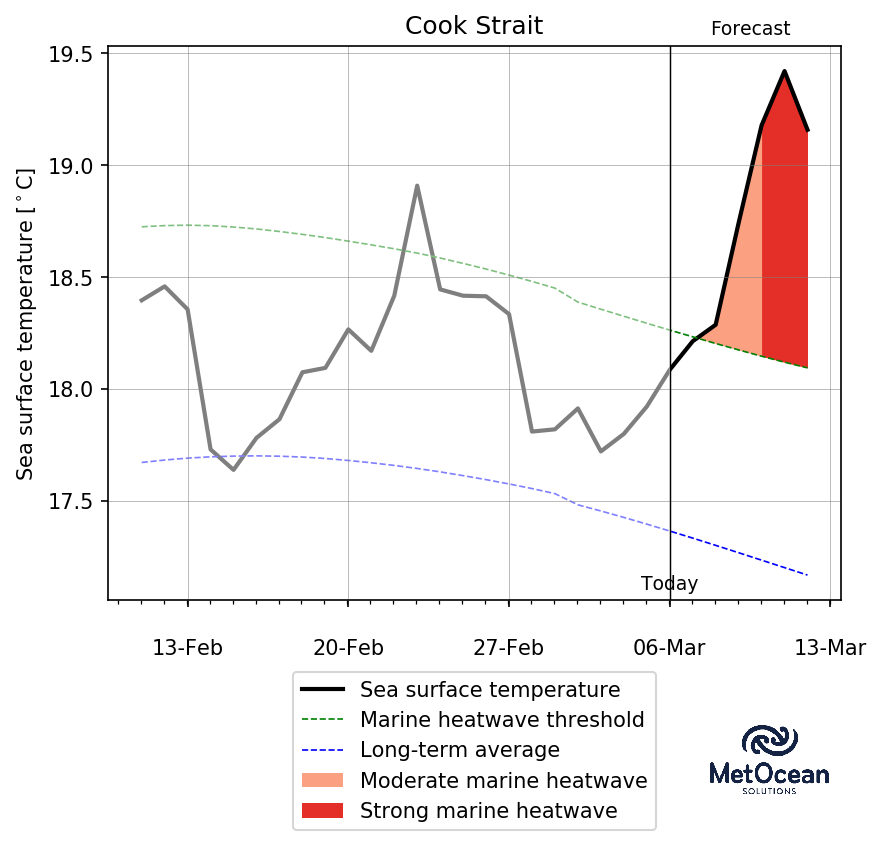 Cook Strait
Forecast
Sea surface temperature [°C]
19.5
19.0
18.5
18.0
17.5
Today
13-Feb 20-Feb 27-Feb 06-Mar 13-Mar
Sea surface temperature
Marine heatwave threshold
Long-term average
Moderate marine heatwave
Strong marine heatwave
MetOcean
SOLUTIONS